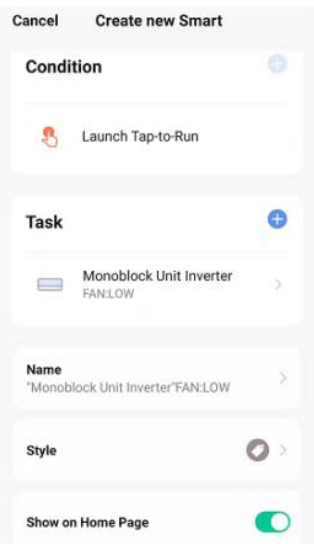 Cancel Create new Smart
Condition
Launch Tap-to-Run
Task
Monoblock Unit Inverter
FAN:LOW
Name
"Monoblock Unit Inverter"FAN:LOW
Style
Show on Home Page